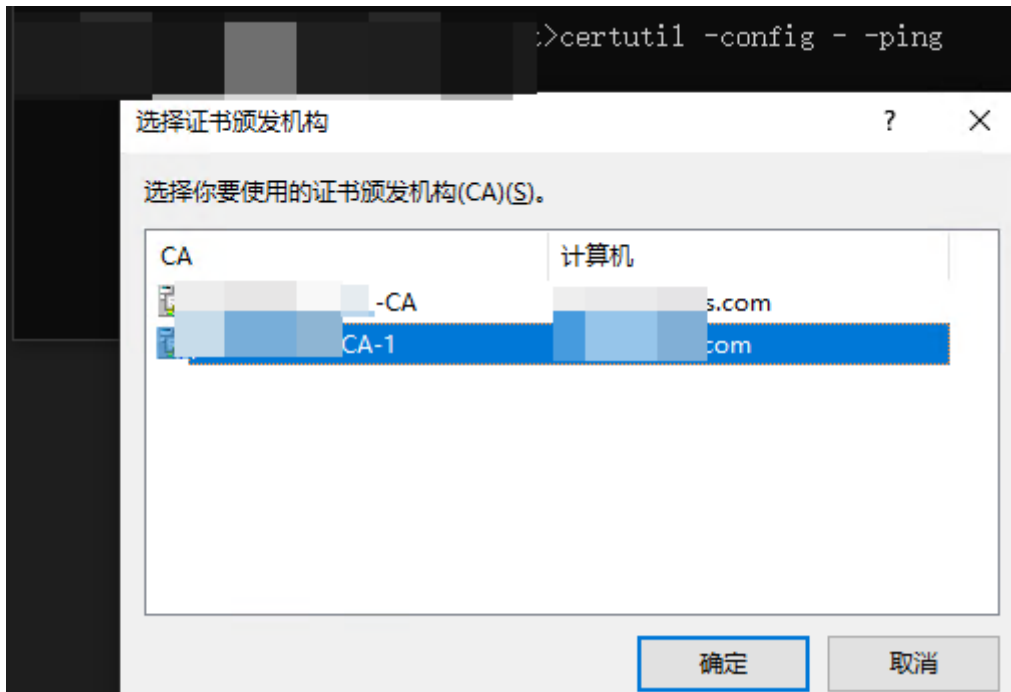 >certutil -config - -ping
选择证书颁发机构 ? ×
选择你要使用的证书颁发机构(CA)(S)。
CA 计算机
-CA s.com
CA-1 com
确定 取消